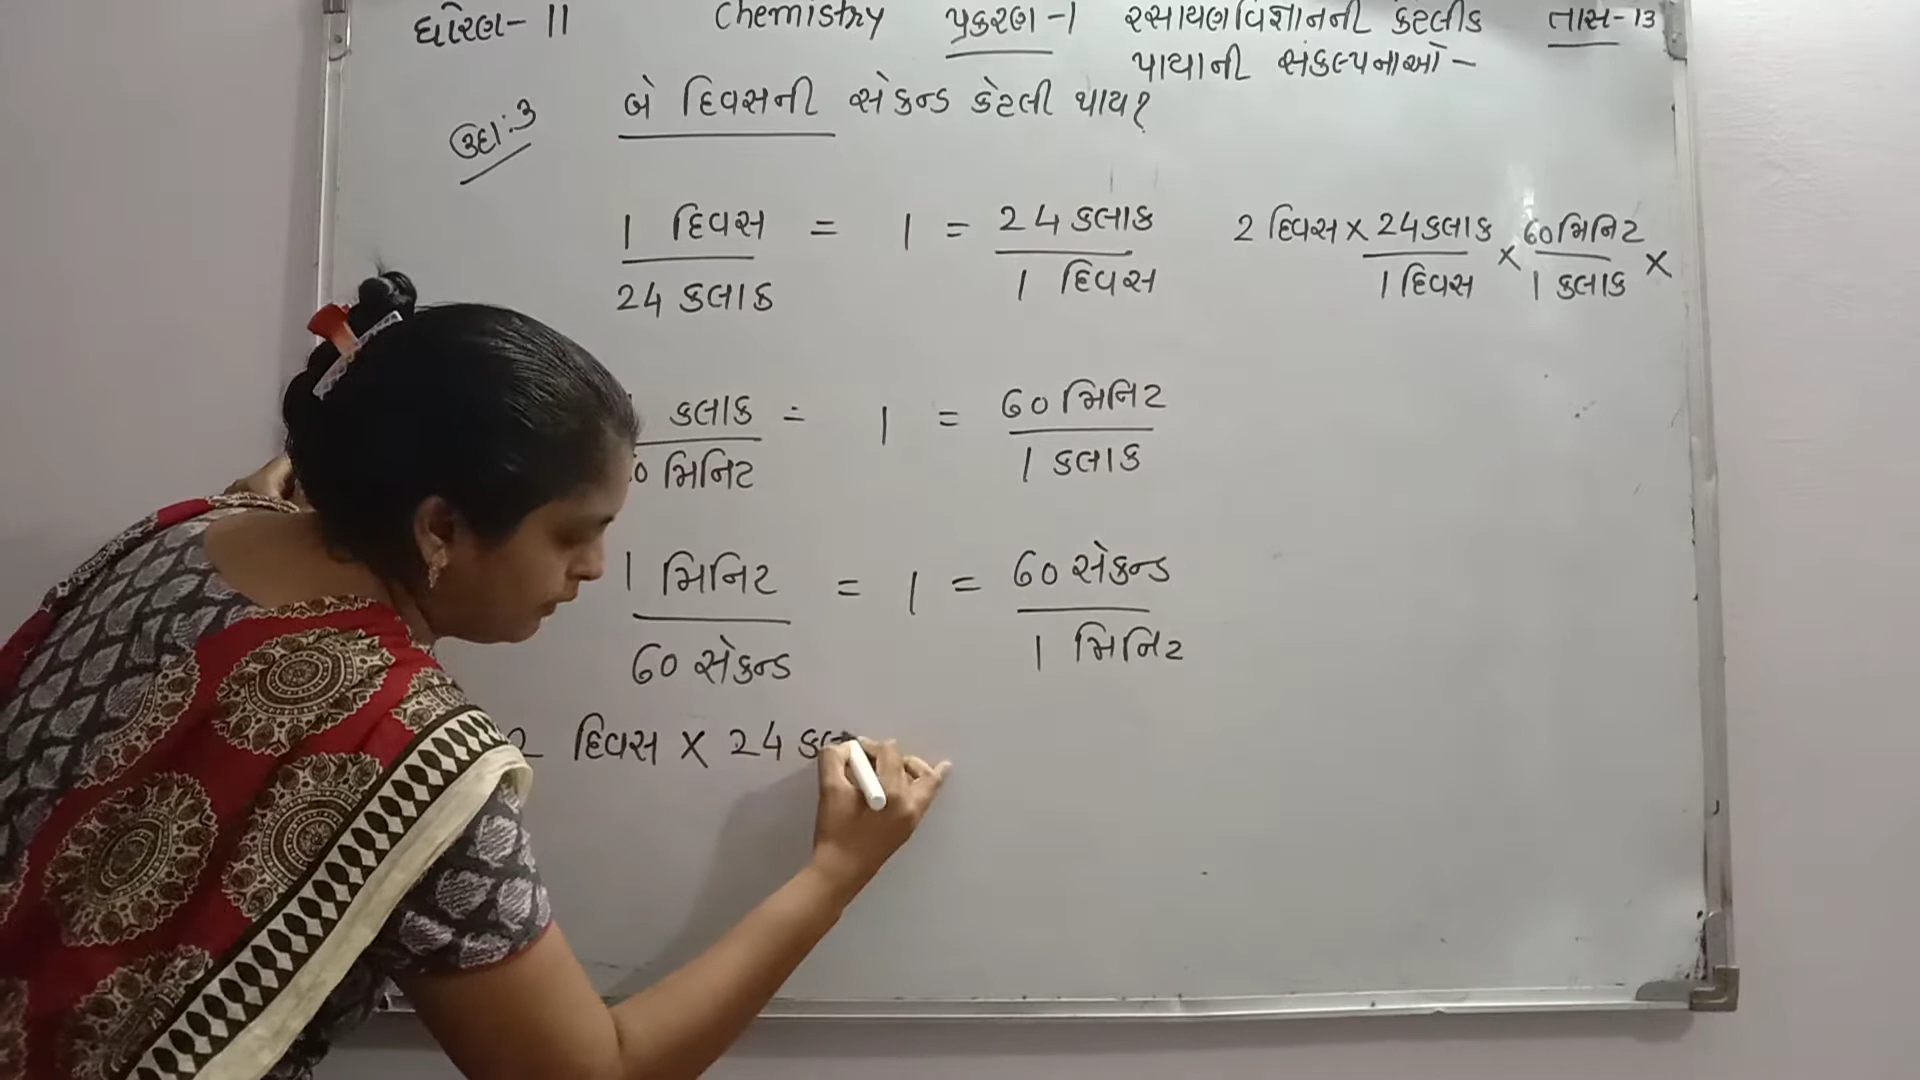 ધોરણ-11 Chemistry પ્રકરણ-1 રસાયણવિજ્ઞાનની કેટલીક તાસ-13
પાયાની સંકલ્પનાઓ-
ઉદા:3 બે દિવસની સેકન્ડ કેટલી થાય?
1 દિવસ = 1 = 24 કલાક
24 કલાક 1 દિવસ
2 દિવસ x 24 કલાક x 60 મિનિટ x
1 દિવસ 1 કલાક
કલાક = 1 = 60 મિનિટ
0 મિનિટ 1 કલાક
1 મિનિટ = 1 = 60 સેકન્ડ
60 સેકન્ડ 1 મિનિટ
2 દિવસ x 24